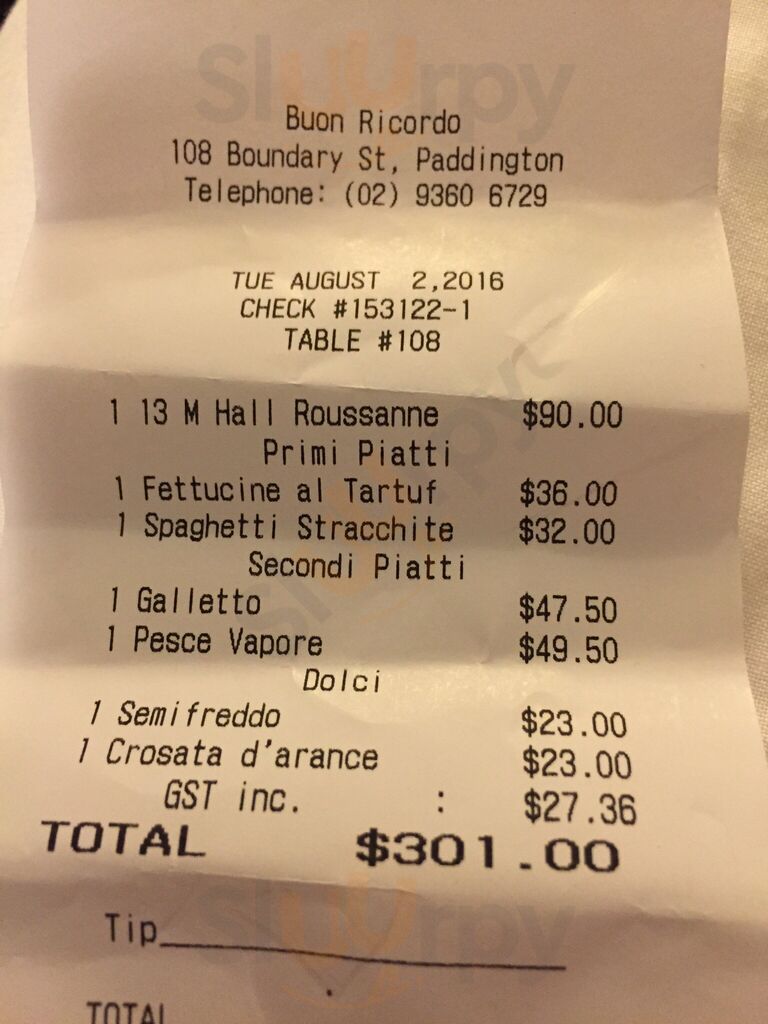 Sluurpy
Buon Ricordo
108 Boundary St, Paddington
Telephone: (02) 9360 6729
TUE AUGUST 2,2016
CHECK #153122-1
TABLE #108
1 13 M Hall Roussanne $90.00
Primi Piatti
1 Fettucine al Tartuf $36.00
1 Spaghetti Stracchite $32.00
Secondi Piatti
1 Galletto $47.50
1 Pesce Vapore $49.50
Dolci
1 Semifreddo $23.00
1 Crosata d'arance $23.00
GST inc. : $27.36
TOTAL $301.00
Sluurpy
Tip
TOTAL